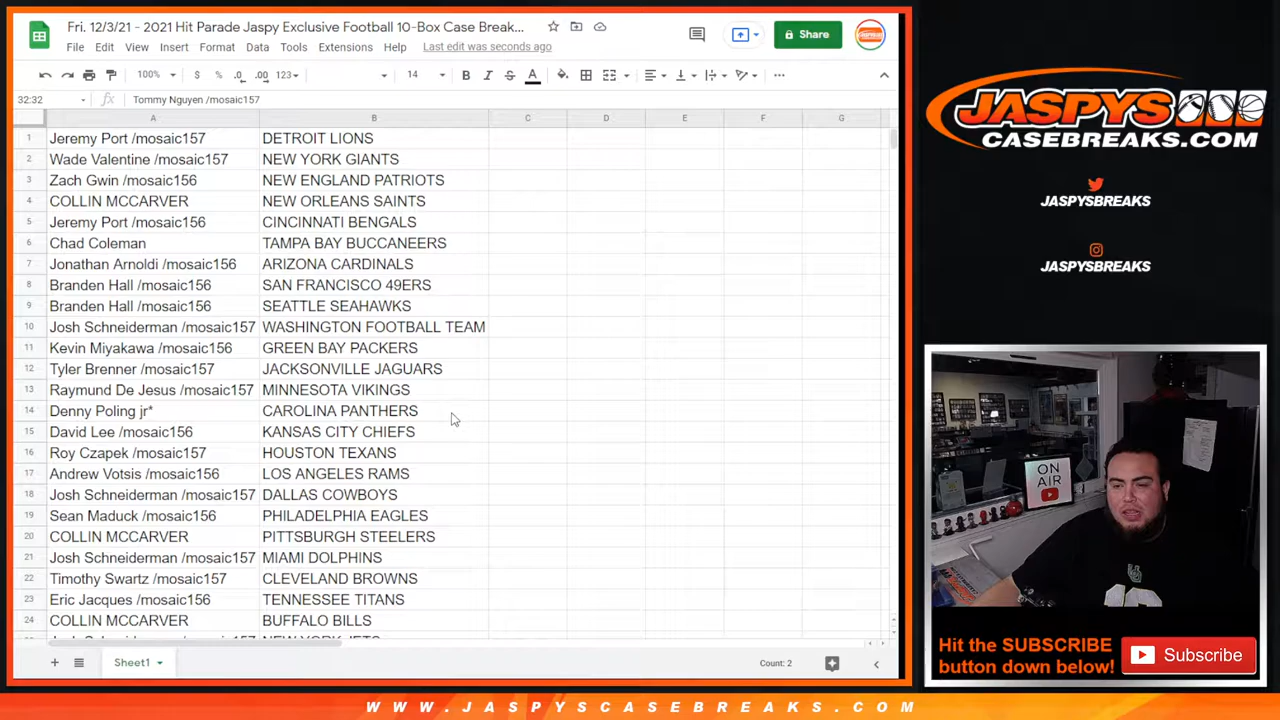 Fri. 12/3/21 - 2021 Hit Parade Jaspy Exclusive Football 10-Box Case Break...
File Edit View Insert Format Data Tools Extensions Help Last edit was seconds ago
Share
100% $ % .0 .00 123 14 B I S A
32:32 fx Tommy Nguyen /mosaic157
A B C D E F G
1 Jeremy Port /mosaic157 DETROIT LIONS
2 Wade Valentine /mosaic157 NEW YORK GIANTS
3 Zach Gwin /mosaic156 NEW ENGLAND PATRIOTS
4 COLLIN MCCARVER NEW ORLEANS SAINTS
5 Jeremy Port /mosaic156 CINCINNATI BENGALS
6 Chad Coleman TAMPA BAY BUCCANEERS
7 Jonathan Arnoldi /mosaic156 ARIZONA CARDINALS
8 Branden Hall /mosaic156 SAN FRANCISCO 49ERS
9 Branden Hall /mosaic156 SEATTLE SEAHAWKS
10 Josh Schneiderman /mosaic157 WASHINGTON FOOTBALL TEAM
11 Kevin Miyakawa /mosaic156 GREEN BAY PACKERS
12 Tyler Brenner /mosaic157 JACKSONVILLE JAGUARS
13 Raymund De Jesus /mosaic157 MINNESOTA VIKINGS
14 Denny Poling jr* CAROLINA PANTHERS
15 David Lee /mosaic156 KANSAS CITY CHIEFS
16 Roy Czapek /mosaic157 HOUSTON TEXANS
17 Andrew Votsis /mosaic156 LOS ANGELES RAMS
18 Josh Schneiderman /mosaic157 DALLAS COWBOYS
19 Sean Maduck /mosaic156 PHILADELPHIA EAGLES
20 COLLIN MCCARVER PITTSBURGH STEELERS
21 Josh Schneiderman /mosaic157 MIAMI DOLPHINS
22 Timothy Swartz /mosaic157 CLEVELAND BROWNS
23 Eric Jacques /mosaic156 TENNESSEE TITANS
24 COLLIN MCCARVER BUFFALO BILLS
Sheet1
Count: 2
JASPYS
CASEBREAKS.COM
JASPYSBREAKS
JASPYSBREAKS
ON
AIR
Hit the SUBSCRIBE
button down below!
Subscribe
WWW.JASPYSCASEBREAKS.COM